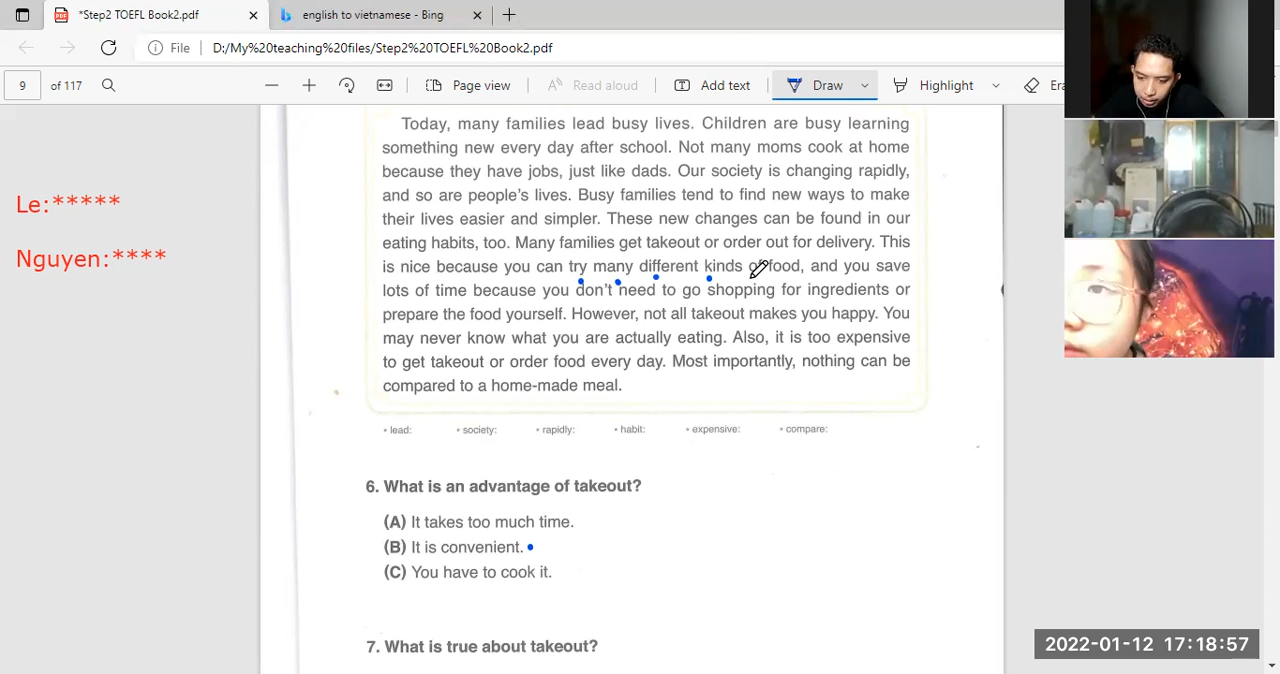 *Step2 TOEFL Book2.pdf
english to vietnamese - Bing
File
D:/My%20teaching%20files/Step2%20TOEFL%20Book2.pdf
9 of 117
Page view
Read aloud
Add text
Draw
Highlight
Today, many families lead busy lives. Children are busy learning
something new every day after school. Not many moms cook at home
because they have jobs, just like dads. Our society is changing rapidly,
and so are people's lives. Busy families tend to find new ways to make
their lives easier and simpler. These new changes can be found in our
eating habits, too. Many families get takeout or order out for delivery. This
is nice because you can try many different kinds of food, and you save
lots of time because you don't need to go shopping for ingredients or
prepare the food yourself. However, not all takeout makes you happy. You
may never know what you are actually eating. Also, it is too expensive
to get takeout or order food every day. Most importantly, nothing can be
compared to a home-made meal.
• lead: • society: • rapidly: • habit: • expensive: • compare:
Le:*****
Nguyen:****
6. What is an advantage of takeout?
(A) It takes too much time.
(B) It is convenient.
(C) You have to cook it.
7. What is true about takeout?
2022-01-12 17:18:57